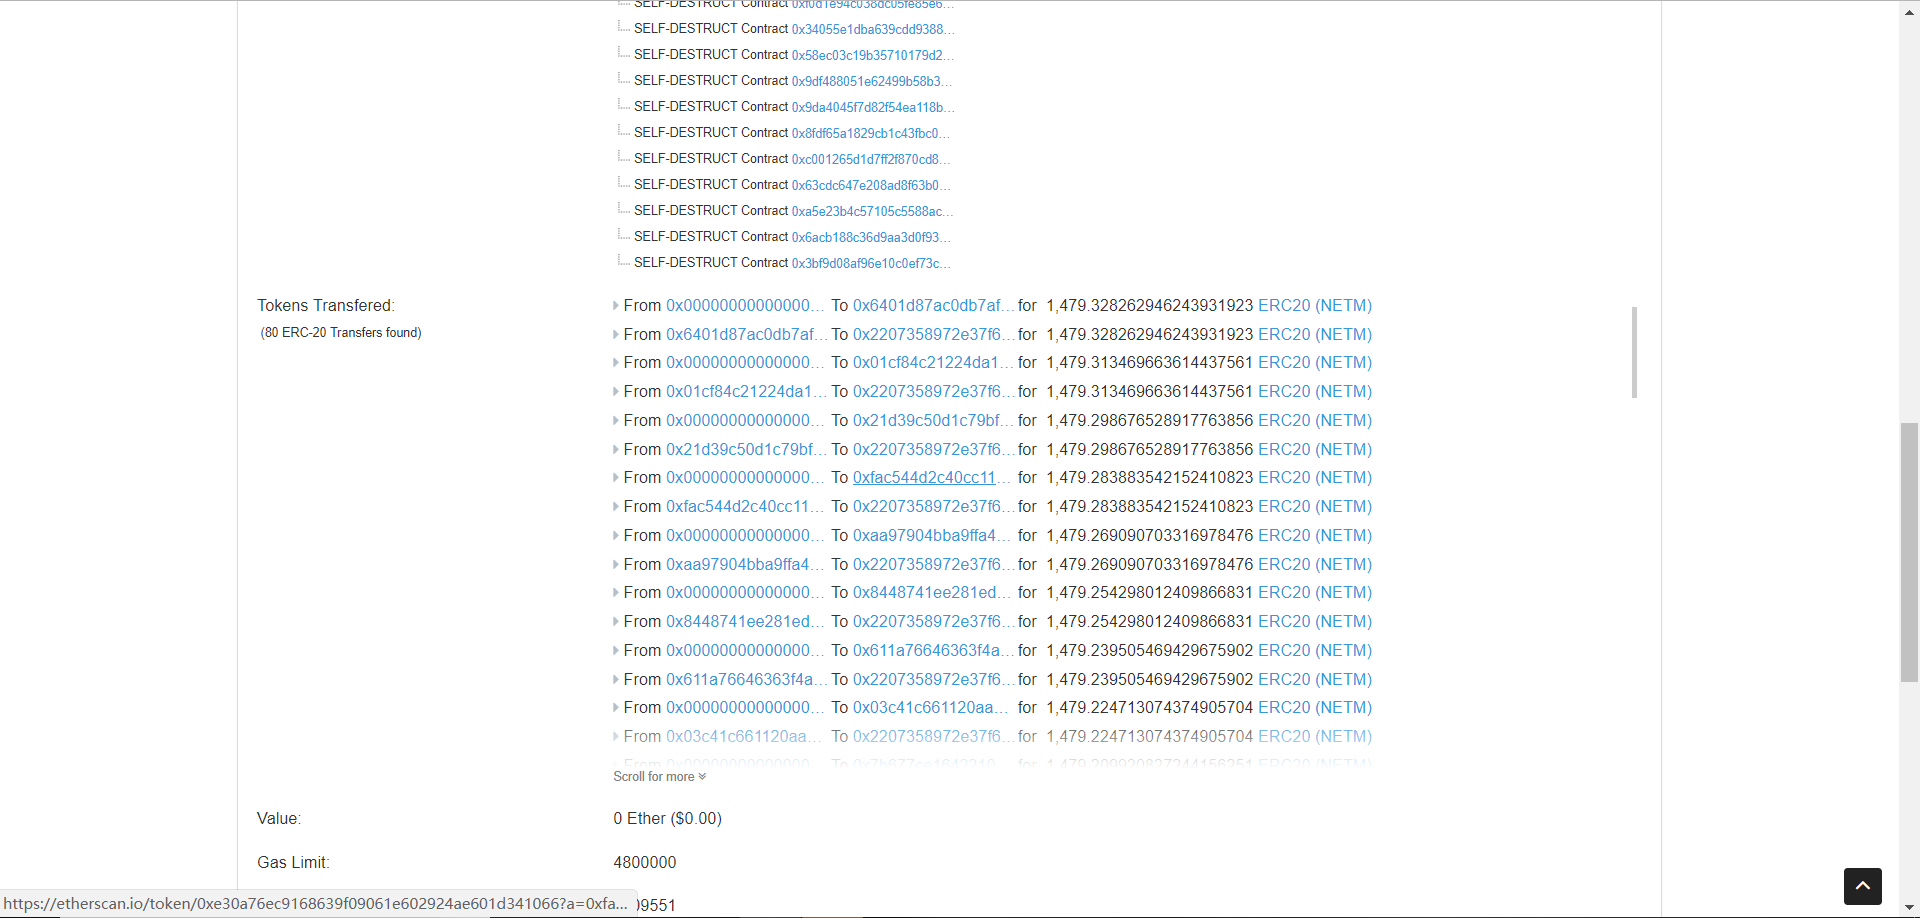 SELF-DESTRUCT Contract 0xf0d1e94c038dc05fe85e6...
SELF-DESTRUCT Contract 0x34055e1dba639cdd9388...
SELF-DESTRUCT Contract 0x58ec03c19b35710179d2...
SELF-DESTRUCT Contract 0x9df488051e62499b58b3...
SELF-DESTRUCT Contract 0x9da4045f7d82f54ea118b...
SELF-DESTRUCT Contract 0x8fdf65a1829cb1c43fbc0...
SELF-DESTRUCT Contract 0xc001265d1d7ff2f870cd8...
SELF-DESTRUCT Contract 0x63cdc647e208ad8f63b0...
SELF-DESTRUCT Contract 0xa5e23b4c57105c5588ac...
SELF-DESTRUCT Contract 0x6acb188c36d9aa3d0f93...
SELF-DESTRUCT Contract 0x3bf9d08af96e10c0ef73c...
Tokens Transfered: From 0x00000000000000... To 0x6401d87ac0db7af... for 1,479.328262946243931923 ERC20 (NETM)
(80 ERC-20 Transfers found) From 0x6401d87ac0db7af... To 0x2207358972e37f6... for 1,479.328262946243931923 ERC20 (NETM)
From 0x00000000000000... To 0x01cf84c21224da1... for 1,479.313469663614437561 ERC20 (NETM)
From 0x01cf84c21224da1... To 0x2207358972e37f6... for 1,479.313469663614437561 ERC20 (NETM)
From 0x00000000000000... To 0x21d39c50d1c79bf... for 1,479.298676528917763856 ERC20 (NETM)
From 0x21d39c50d1c79bf... To 0x2207358972e37f6... for 1,479.298676528917763856 ERC20 (NETM)
From 0x00000000000000... To 0xfac544d2c40cc11... for 1,479.283883542152410823 ERC20 (NETM)
From 0xfac544d2c40cc11... To 0x2207358972e37f6... for 1,479.283883542152410823 ERC20 (NETM)
From 0x00000000000000... To 0xaa97904bba9ffa4... for 1,479.269090703316978476 ERC20 (NETM)
From 0xaa97904bba9ffa4... To 0x2207358972e37f6... for 1,479.269090703316978476 ERC20 (NETM)
From 0x00000000000000... To 0x8448741ee281ed... for 1,479.254298012409866831 ERC20 (NETM)
From 0x8448741ee281ed... To 0x2207358972e37f6... for 1,479.254298012409866831 ERC20 (NETM)
From 0x00000000000000... To 0x611a76646363f4a... for 1,479.239505469429675902 ERC20 (NETM)
From 0x611a76646363f4a... To 0x2207358972e37f6... for 1,479.239505469429675902 ERC20 (NETM)
From 0x00000000000000... To 0x03c41c661120aa... for 1,479.224713074374905704 ERC20 (NETM)
From 0x03c41c661120aa... To 0x2207358972e37f6... for 1,479.224713074374905704 ERC20 (NETM)
Scroll for more
Value: 0 Ether ($0.00)
Gas Limit: 4800000
https://etherscan.io/token/0xe30a76ec9168639f09061e602924ae601d341066?a=0xfa... 09551